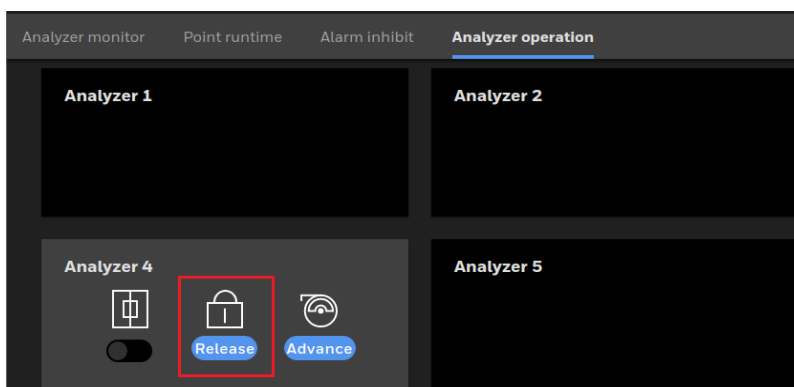 Analyzer monitor Point runtime Alarm inhibit Analyzer operation
Analyzer 1 Analyzer 2
Analyzer 4 Analyzer 5
Release Advance